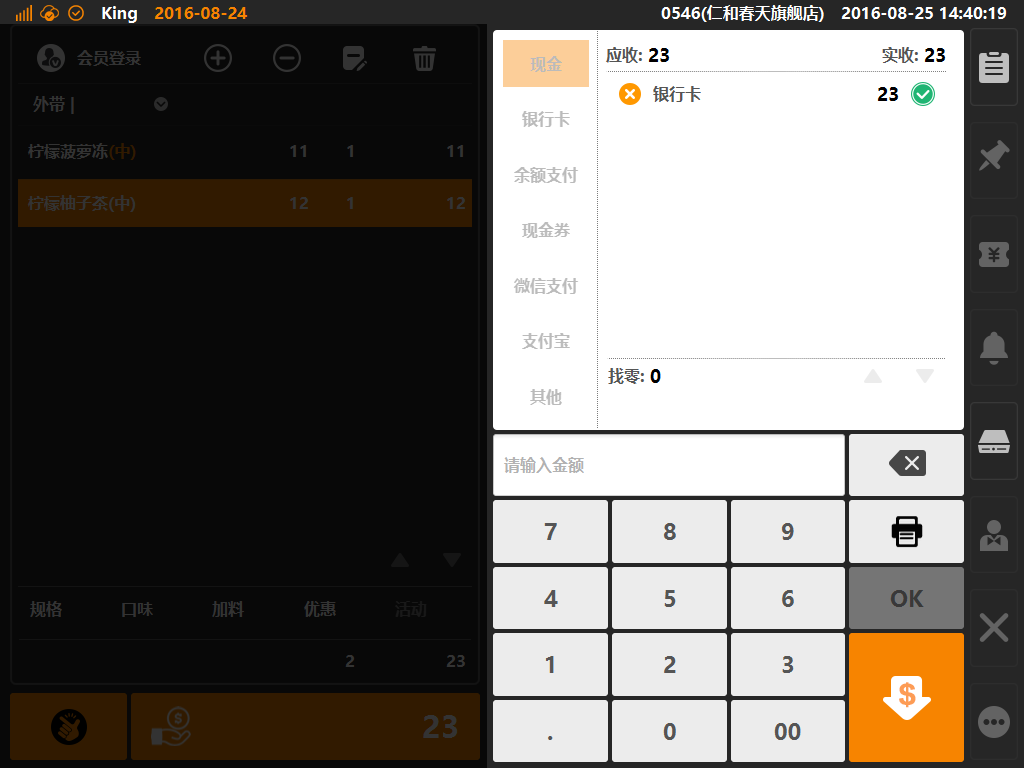 King 2016-08-24 0546(仁和春天旗舰店) 2016-08-25 14:40:19
会员登录
外带 |
柠檬菠萝冻(中) 11 1 11
柠檬柚子茶(中) 12 1 12
规格 口味 加料 优惠 活动
2 23
23
现金
银行卡
余额支付
现金券
微信支付
支付宝
其他
应收: 23 实收: 23
银行卡 23
找零: 0
请输入金额
7 8 9
4 5 6 OK
1 2 3
. 0 00